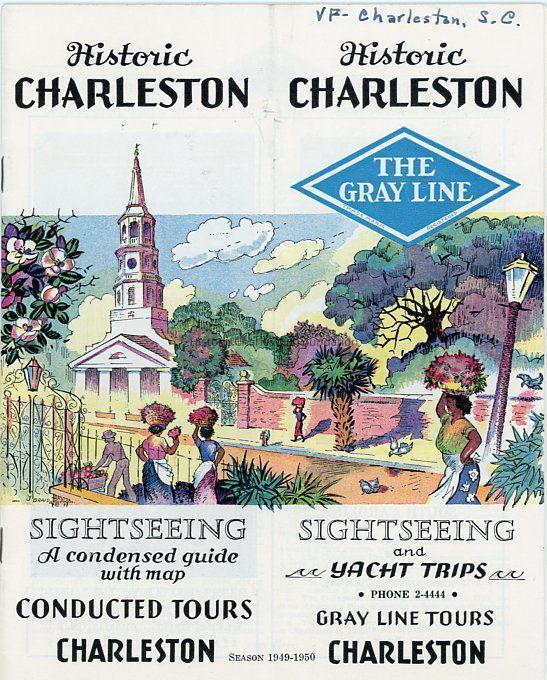 VF- Charleston, S.C.
Historic
CHARLESTON
SIGHTSEEING
A condensed guide
with map
CONDUCTED TOURS
CHARLESTON
Historic
CHARLESTON
THE
GRAY LINE
REGISTERED
SIGHTSEEING
and
YACHT TRIPS
• PHONE 2-4444 •
GRAY LINE TOURS
CHARLESTON
SEASON 1949-1950